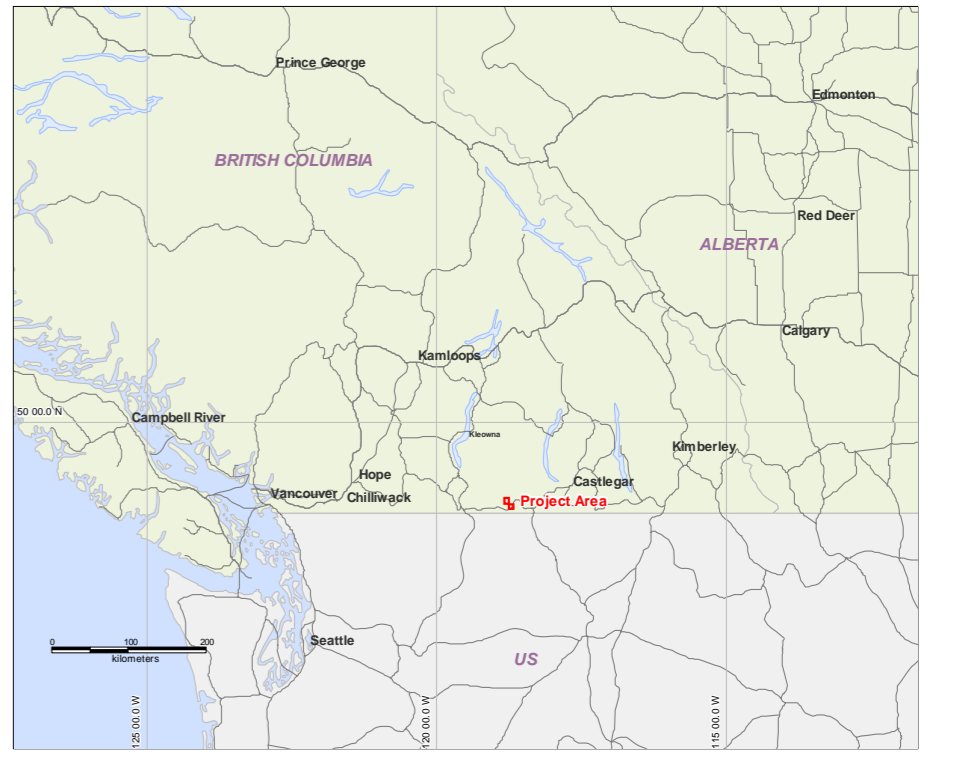 Prince George
Edmonton
BRITISH COLUMBIA
Red Deer
ALBERTA
Calgary
Kamloops
50 00.0 N
Campbell River
Kleowna
Kimberley
Hope
Castlegar
Vancouver
Chilliwack
Project Area
0 100 200
kilometers
Seattle
US
125 00.0 W
120 00.0 W
115 00.0 W